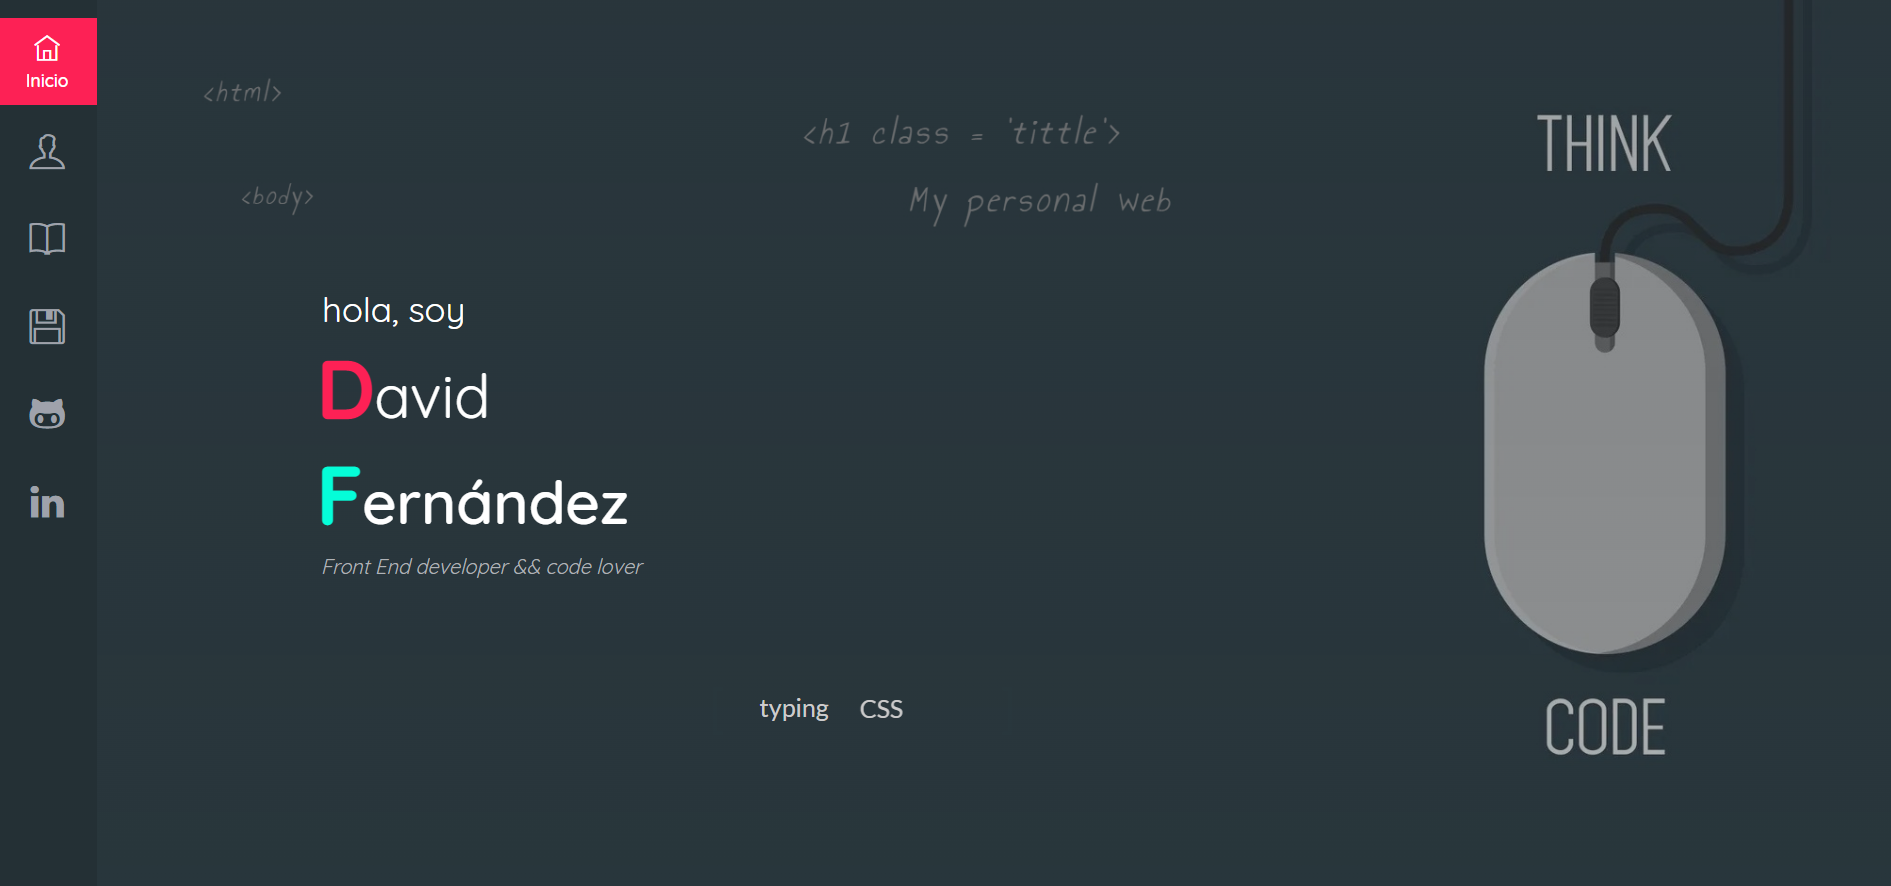 Inicio
<html>
<h1 class = 'tittle'>
<body>
My personal web
hola, soy
David
Fernández
Front End developer && code lover
typing CSS
THINK
CODE
in